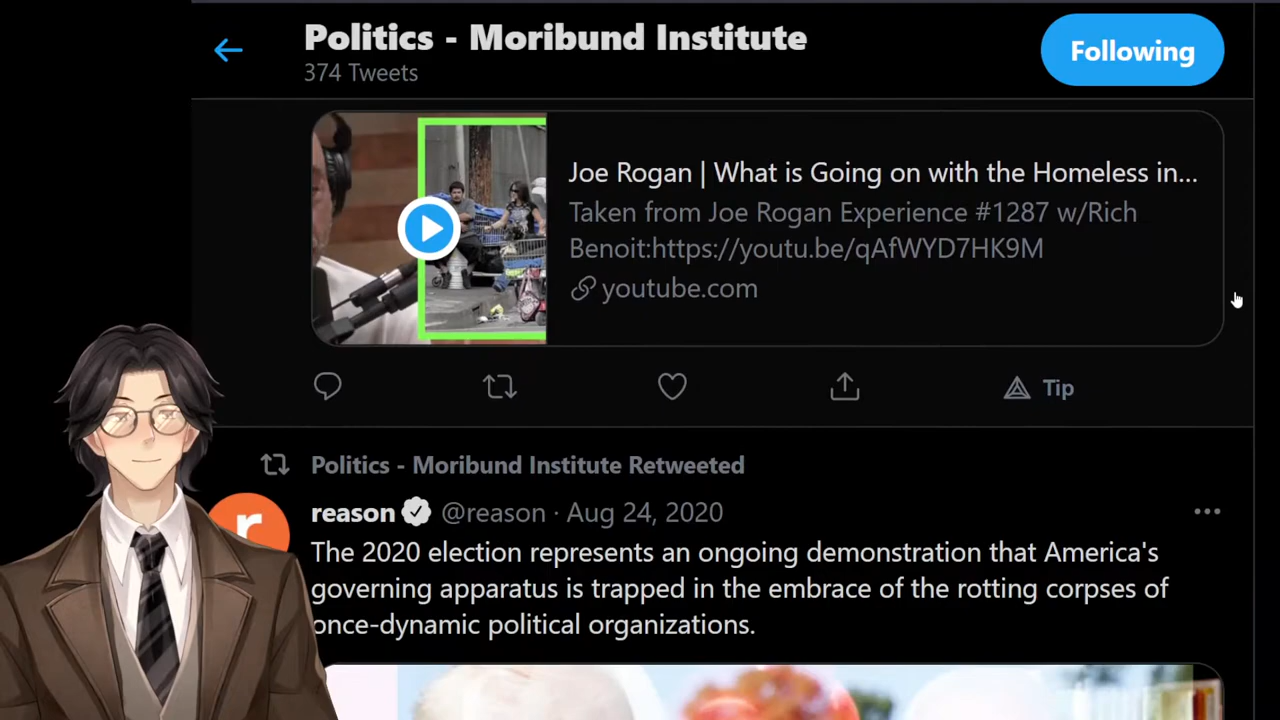 Politics - Moribund Institute
374 Tweets
Following
Joe Rogan | What is Going on with the Homeless in...
Taken from Joe Rogan Experience #1287 w/Rich
Benoit:https://youtu.be/qAfWYD7HK9M
youtube.com
Tip
Politics - Moribund Institute Retweeted
r
reason @reason · Aug 24, 2020
The 2020 election represents an ongoing demonstration that America's
governing apparatus is trapped in the embrace of the rotting corpses of
once-dynamic political organizations.